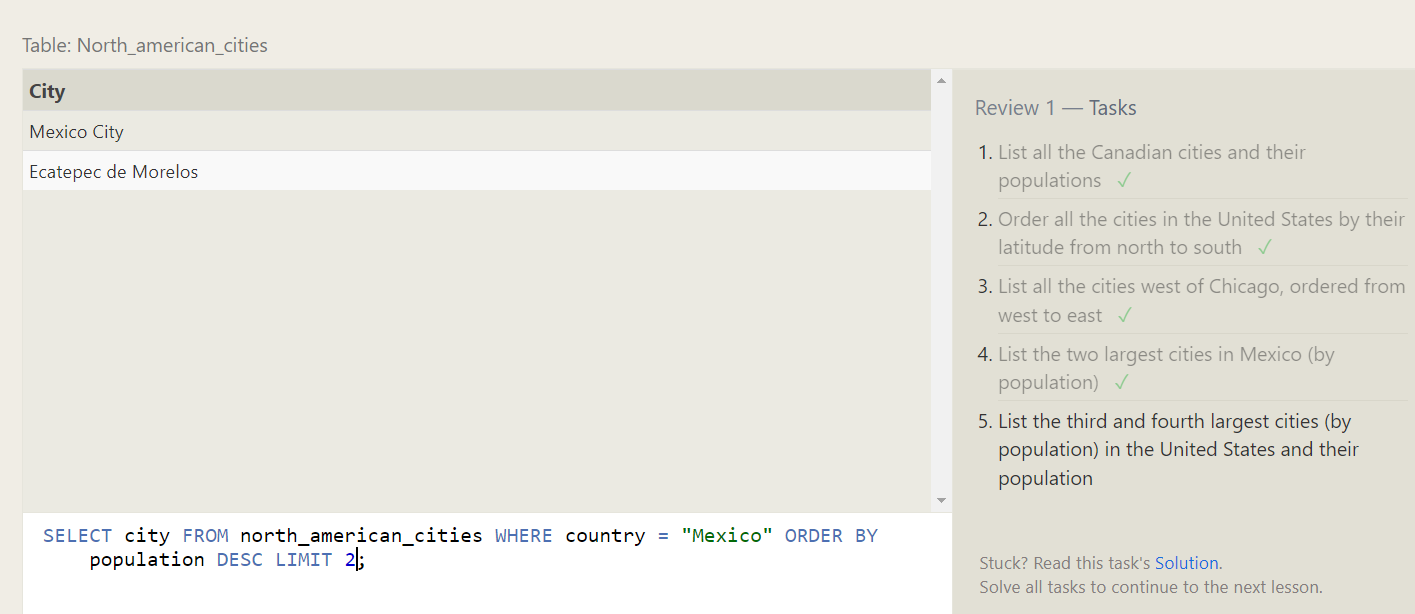 Table: North_american_cities
City
Mexico City
Ecatepec de Morelos
SELECT city FROM north_american_cities WHERE country = "Mexico" ORDER BY
population DESC LIMIT 2;
Review 1 — Tasks
1. List all the Canadian cities and their
populations ✓
2. Order all the cities in the United States by their
latitude from north to south ✓
3. List all the cities west of Chicago, ordered from
west to east ✓
4. List the two largest cities in Mexico (by
population) ✓
5. List the third and fourth largest cities (by
population) in the United States and their
population
Stuck? Read this task's Solution.
Solve all tasks to continue to the next lesson.